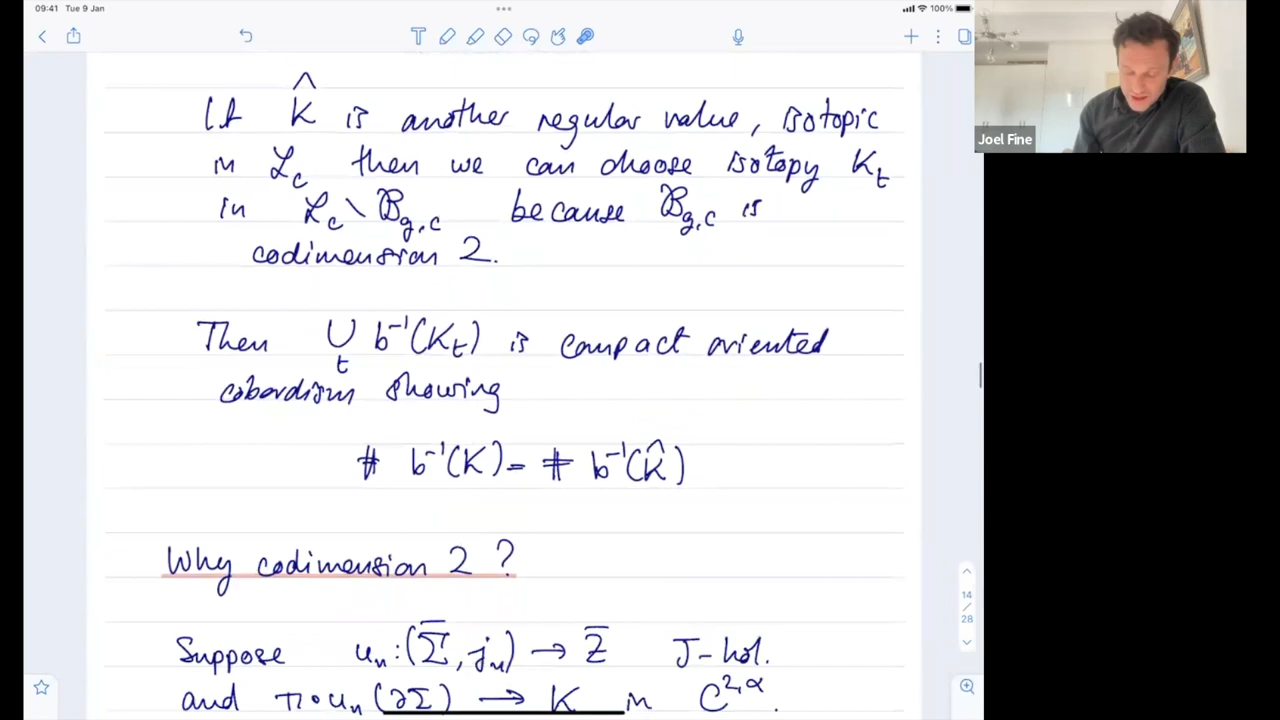 09:41 Tue 9 Jan
100%
Joel Fine
If K̂ is another regular value, isotopic
in 𝓛_c then we can choose isotopy K_t
in 𝓛_c \ 𝓑_{g,c} because 𝓑_{g,c} is
codimension 2.
Then ∪_t b⁻¹(K_t) is compact oriented
cobordism showing
# b⁻¹(K) = # b⁻¹(K̂)
Why codimension 2 ?
14
/
28
Suppose u_n : (Σ̄, j_n) → Z̄ J-hol.
and π∘u_n(∂Σ) → K in C^{2,α}.